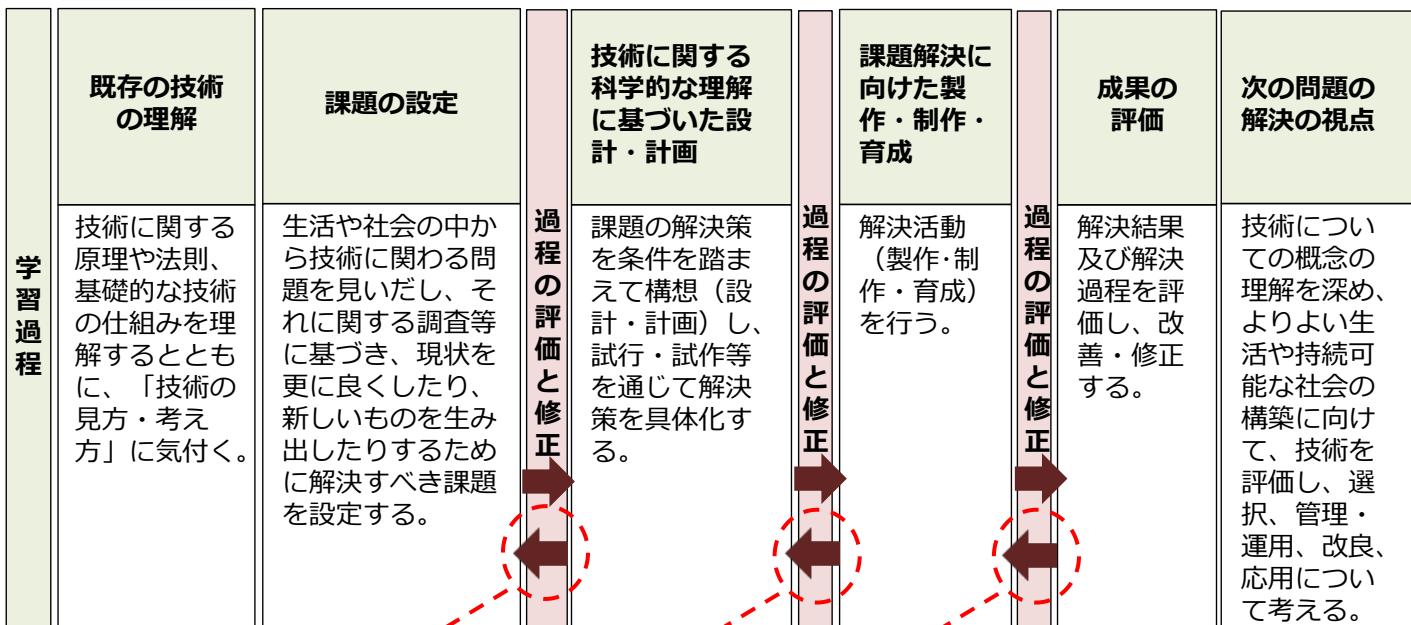 学習過程
既存の技術
の理解
技術に関する
原理や法則、
基礎的な技術
の仕組みを理
解するととも
に、「技術の
見方・考え
方」に気付く。
課題の設定
生活や社会の中か
ら技術に関わる問
題を見いだし、そ
れに関する調査等
に基づき、現状を
更に良くしたり、
新しいものを生み
出したりするため
に解決すべき課題
を設定する。
過程の評価と修正
技術に関する
科学的な理解
に基づいた設
計・計画
課題の解決策
を条件を踏ま
えて構想（設
計・計画）し、
試行・試作等
を通じて解決
策を具体化す
る。
過程の評価と修正
課題解決に
向けた製
作・制作・
育成
解決活動
（製作･制
作・育成）
を行う。
過程の評価と修正
成果の
評価
解決結果
及び解決
過程を評
価し、改
善・修正
する。
次の問題の
解決の視点
技術につい
ての概念の
理解を深め、
よりよい生
活や持続可
能な社会の
構築に向け
て、技術を
評価し、選
択、管理・
運用、改良、
応用につい
て考える。